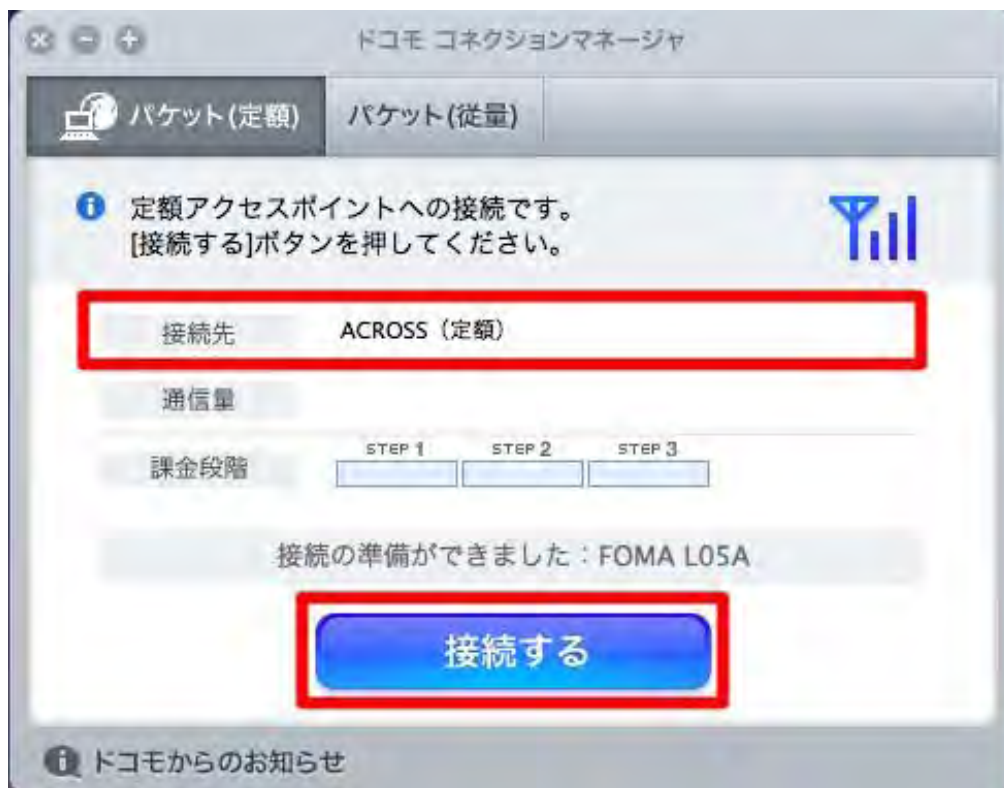 ドコモ コネクションマネージャ
パケット(定額)
パケット(従量)
定額アクセスポイントへの接続です。
[接続する]ボタンを押してください。
接続先
ACROSS（定額）
通信量
課金段階
STEP 1
STEP 2
STEP 3
接続の準備ができました：FOMA L05A
接続する
ドコモからのお知らせ